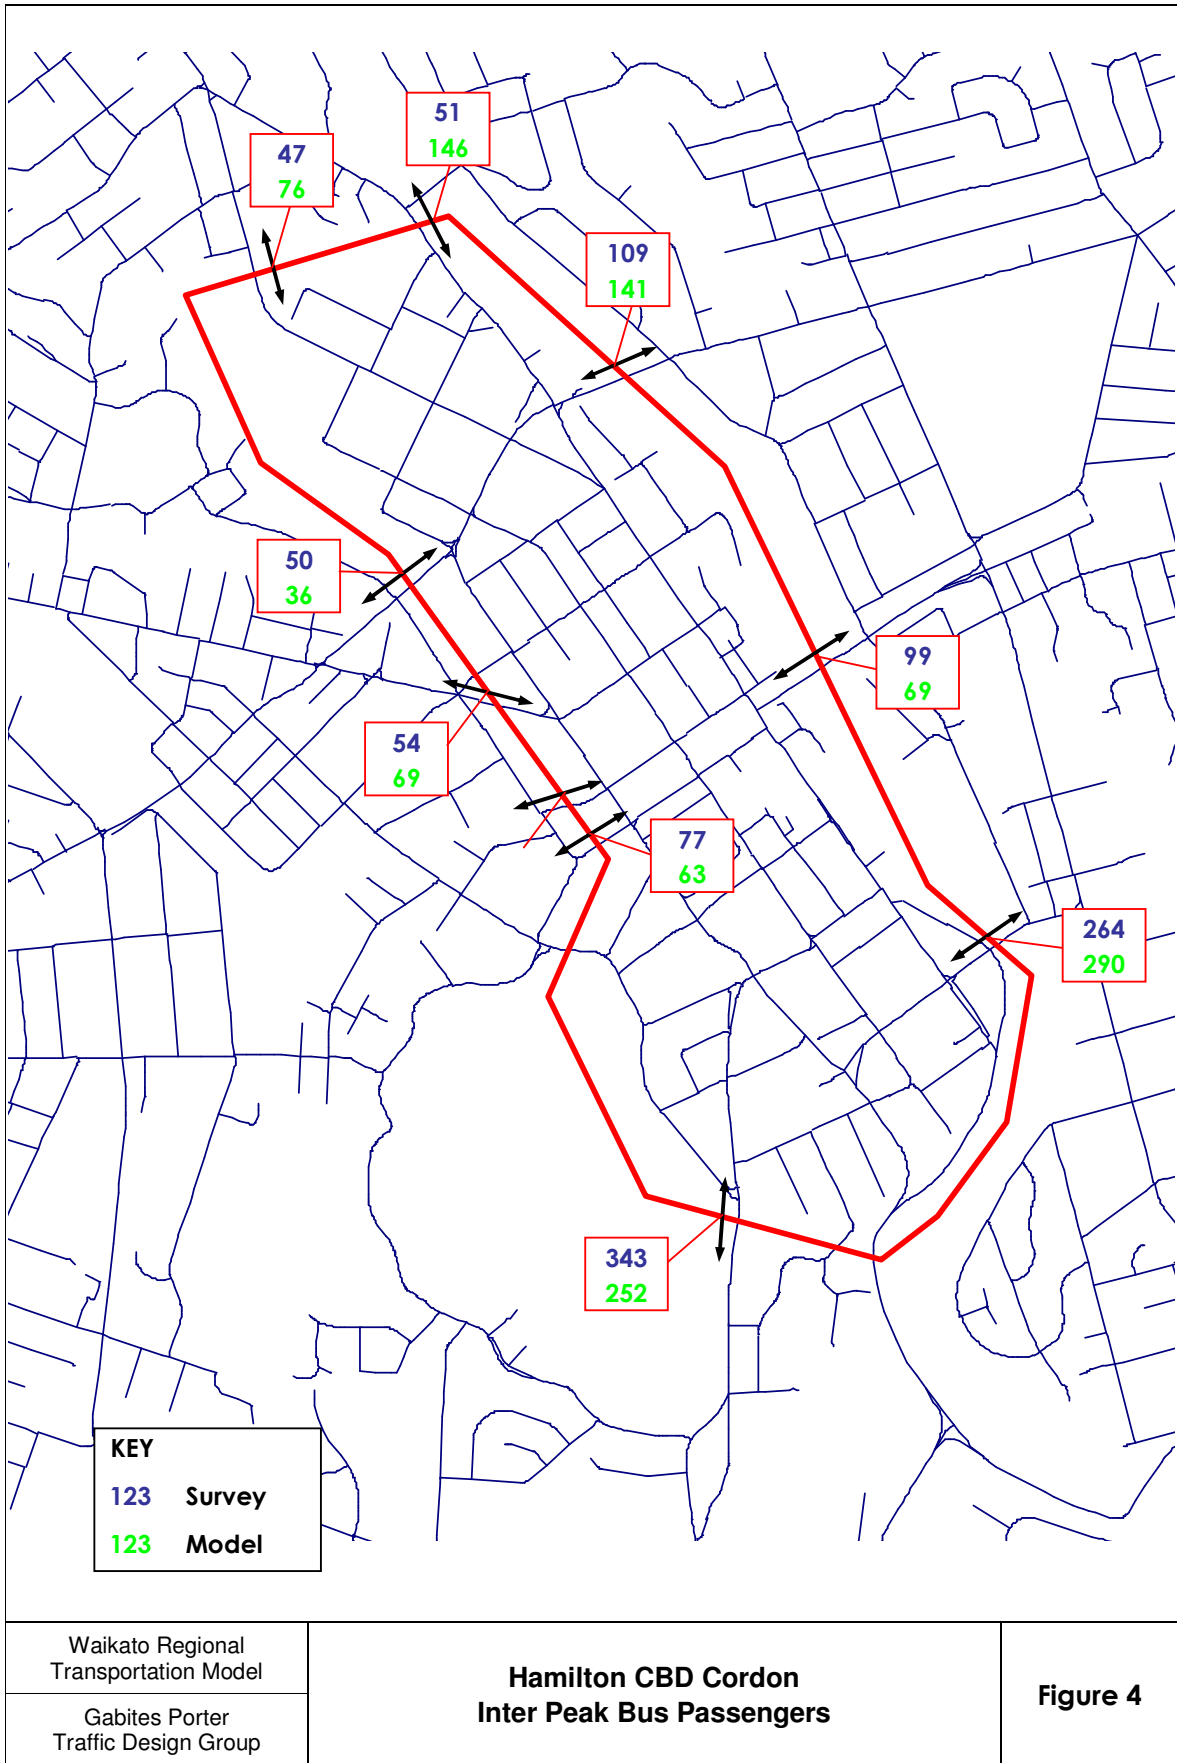 51
146
47
76
109
141
50
36
99
69
54
69
77
63
264
290
343
252
KEY
123 Survey
123 Model
Waikato Regional
Transportation Model
Gabites Porter
Traffic Design Group
Hamilton CBD Cordon
Inter Peak Bus Passengers
Figure 4